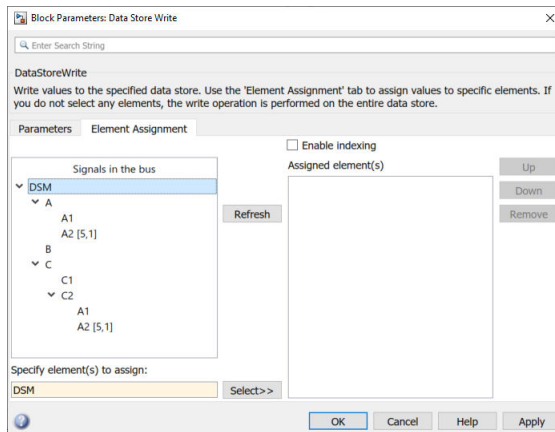 Block Parameters: Data Store Write
Enter Search String
DataStoreWrite
Write values to the specified data store. Use the 'Element Assignment' tab to assign values to specific elements. If
you do not select any elements, the write operation is performed on the entire data store.
Parameters Element Assignment
Enable indexing
Signals in the bus
Assigned element(s)
Up
DSM
Down
A
Refresh
Remove
A1
A2 [5,1]
B
C
C1
C2
A1
A2 [5,1]
Specify element(s) to assign:
DSM
Select>>
OK Cancel Help Apply